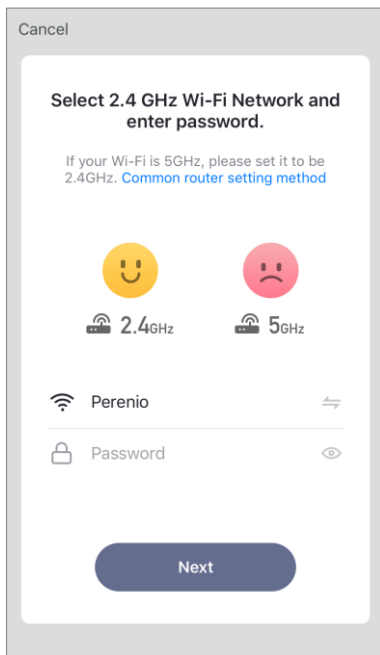 Cancel
Select 2.4 GHz Wi-Fi Network and
enter password.
If your Wi-Fi is 5GHz, please set it to be
2.4GHz. Common router setting method
2.4GHz 5GHz
Perenio
Password
Next